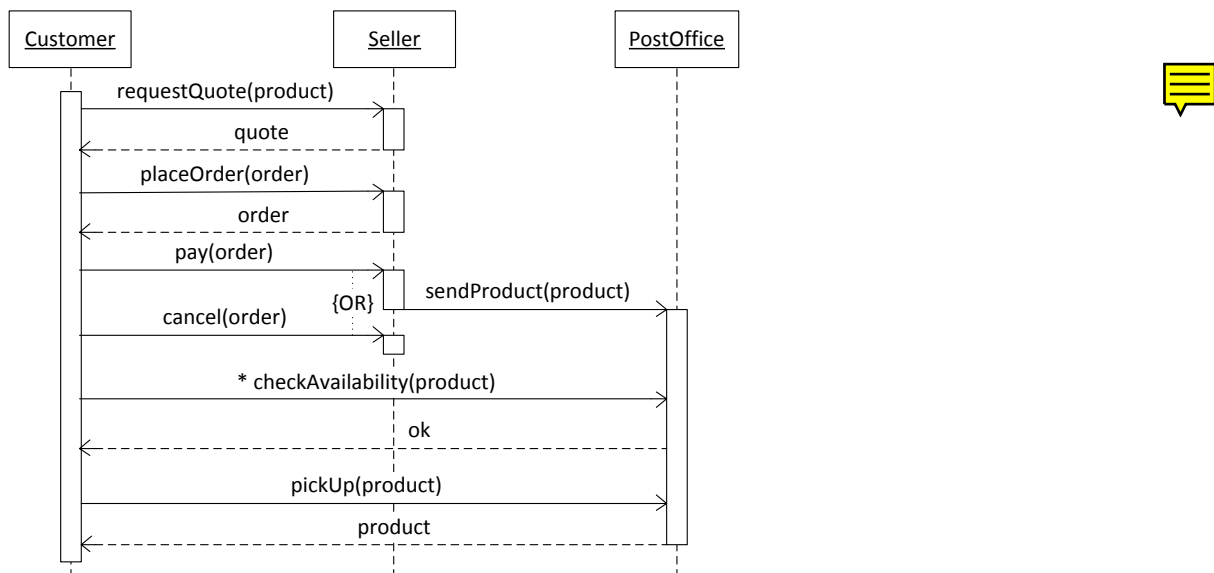 Customer
Seller
PostOffice
requestQuote(product)
quote
placeOrder(order)
order
pay(order)
sendProduct(product)
{OR}
cancel(order)
* checkAvailability(product)
ok
pickUp(product)
product